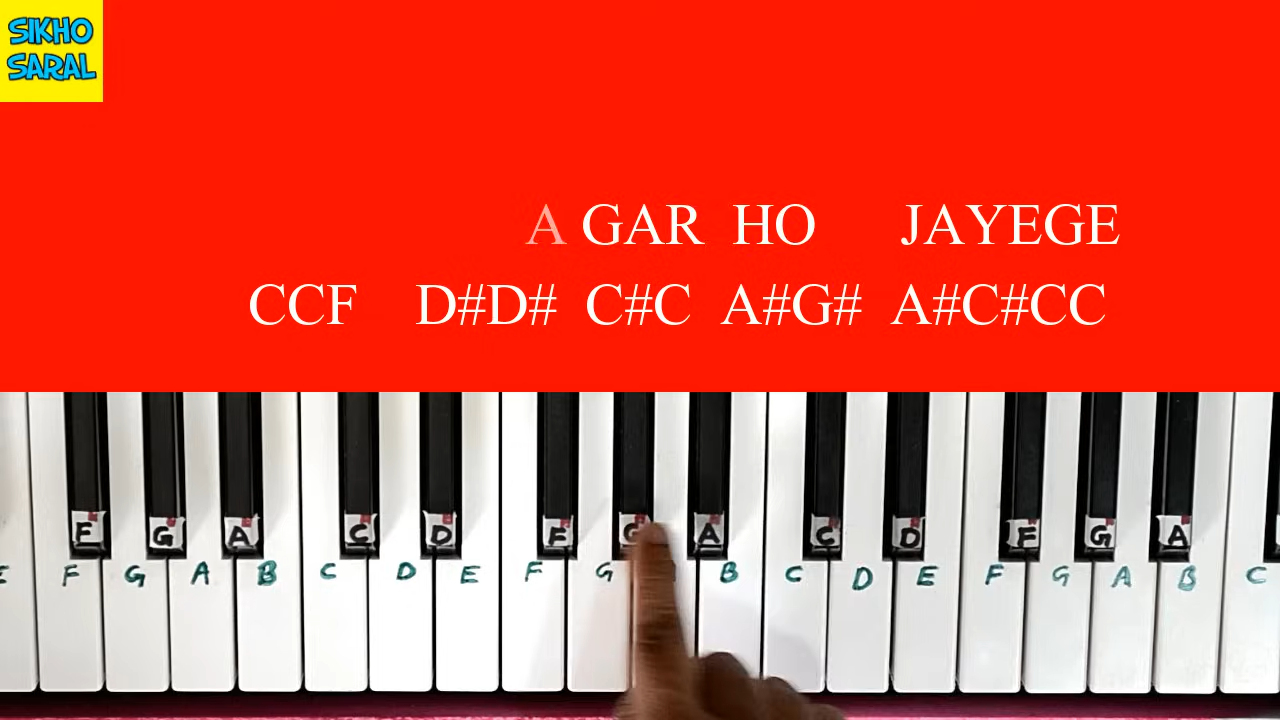 SIKHO
SARAL
A GAR HO JAYEGE
CCF D#D# C#C A#G# A#C#CC
F G A C D F G A C D F G A
E F G A B C D E F G B C D E F G A B C